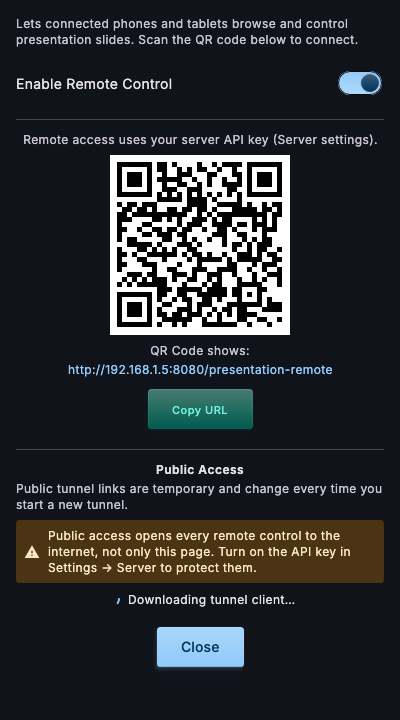 Lets connected phones and tablets browse and control
presentation slides. Scan the QR code below to connect.
Enable Remote Control
Remote access uses your server API key (Server settings).
QR Code shows:
http://192.168.1.5:8080/presentation-remote
Copy URL
Public Access
Public tunnel links are temporary and change every time you
start a new tunnel.
Public access opens every remote control to the
internet, not only this page. Turn on the API key in
Settings → Server to protect them.
Downloading tunnel client...
Close